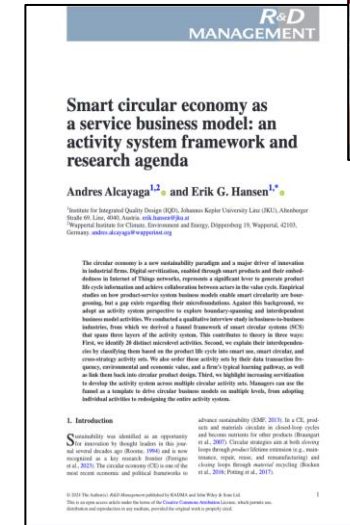 R&D
MANAGEMENT
Smart circular economy as
a service business model: an
activity system framework and
research agenda
Andres Alcayaga1,2 and Erik G. Hansen1,*
1Institute for Integrated Quality Design (IQD), Johannes Kepler University Linz (JKU), Altenberger
Straße 69, Linz, 4040, Austria. erik.hansen@jku.at
2Wuppertal Institute for Climate, Environment and Energy, Döppersberg 19, Wuppertal, 42103,
Germany. andres.alcayaga@wupperinst.org
The circular economy is a new sustainability paradigm and a major driver of innovation
in industrial firms. Digital servitization, enabled through smart products and their embed-
dedness in Internet of Things networks, represents a significant lever to generate product
life cycle information and achieve collaboration between actors in the value cycle. Empirical
studies on how product-service system business models enable smart circularity are bour-
geoning, but a gap exists regarding their microfoundations. Against this background, we
adopt an activity system perspective to explore boundary-spanning and interdependent
business model activities. We conducted a qualitative interview study in business-to-business
industries, from which we derived a funnel framework of smart circular systems (SCS)
that spans three layers of the activity system. This contributes to theory in three ways:
First, we identify 20 distinct microlevel activities. Second, we explain their interdependen-
cies by classifying them based on the product life cycle into smart use, smart circular, and
cross-strategy activity sets. We also order these activity sets by their data transaction fre-
quency, environmental and economic value, and a firm's typical learning pathway, as well
as link them back into circular product design. Third, we highlight increasing servitization
to develop the activity system across multiple circular activity sets. Managers can use the
funnel as a template to drive circular business models on multiple levels, from adopting
individual activities to redesigning the entire activity system.
1. Introduction
Sustainability was identified as an opportunity
for innovation by thought leaders in this jour-
nal several decades ago (Roome, 1994) and is now
recognized as a key research frontier (Ferrigno
et al., 2023). The circular economy (CE) is one of the
most recent economic and political frameworks to
advance sustainability (EMF, 2013). In a CE, prod-
ucts and materials circulate in closed-loop cycles
and become nutrients for other products (Braungart
et al., 2007). Circular strategies aim at both slowing
loops through product lifetime extension (e.g., main-
tenance, repair, reuse, and remanufacturing) and
closing loops through material recycling (Bocken
et al., 2016; Potting et al., 2017).
© 2024 The Author(s). R&D Management published by RADMA and John Wiley & Sons Ltd.
1
This is an open access article under the terms of the Creative Commons Attribution License, which permits use,
distribution and reproduction in any medium, provided the original work is properly cited.